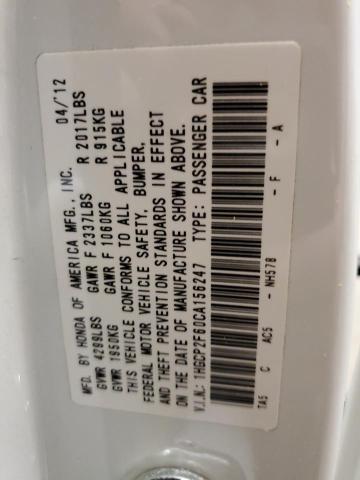 MFD. BY HONDA OF AMERICA MFG., INC. 04/12
GVWR 4299LBS GAWR F 2337LBS R 2017LBS
GVWR 1950KG GAWR F 1060KG R 915KG
THIS VEHICLE CONFORMS TO ALL APPLICABLE
FEDERAL MOTOR VEHICLE SAFETY, BUMPER,
AND THEFT PREVENTION STANDARDS IN EFFECT
ON THE DATE OF MANUFACTURE SHOWN ABOVE.
V.I.N.: 1HGCP2F60CA156247 TYPE: PASSENGER CAR
TA5 C AC5 - NH578 - F - A